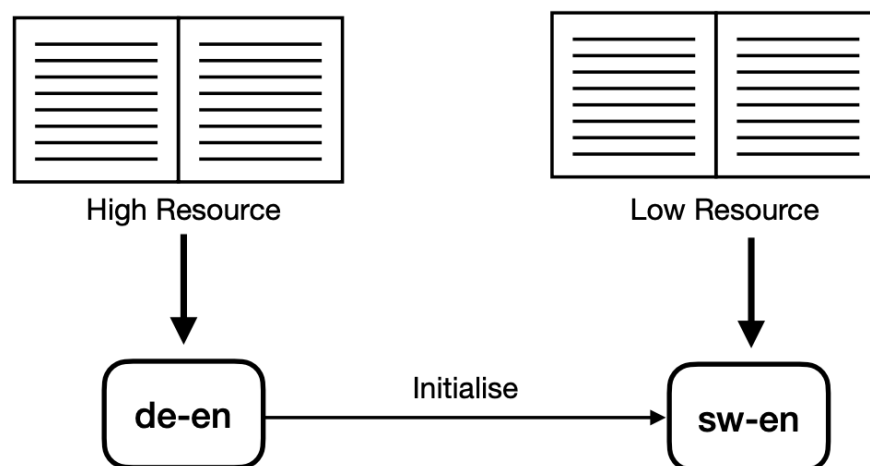 High Resource
Low Resource
Initialise
de-en
sw-en